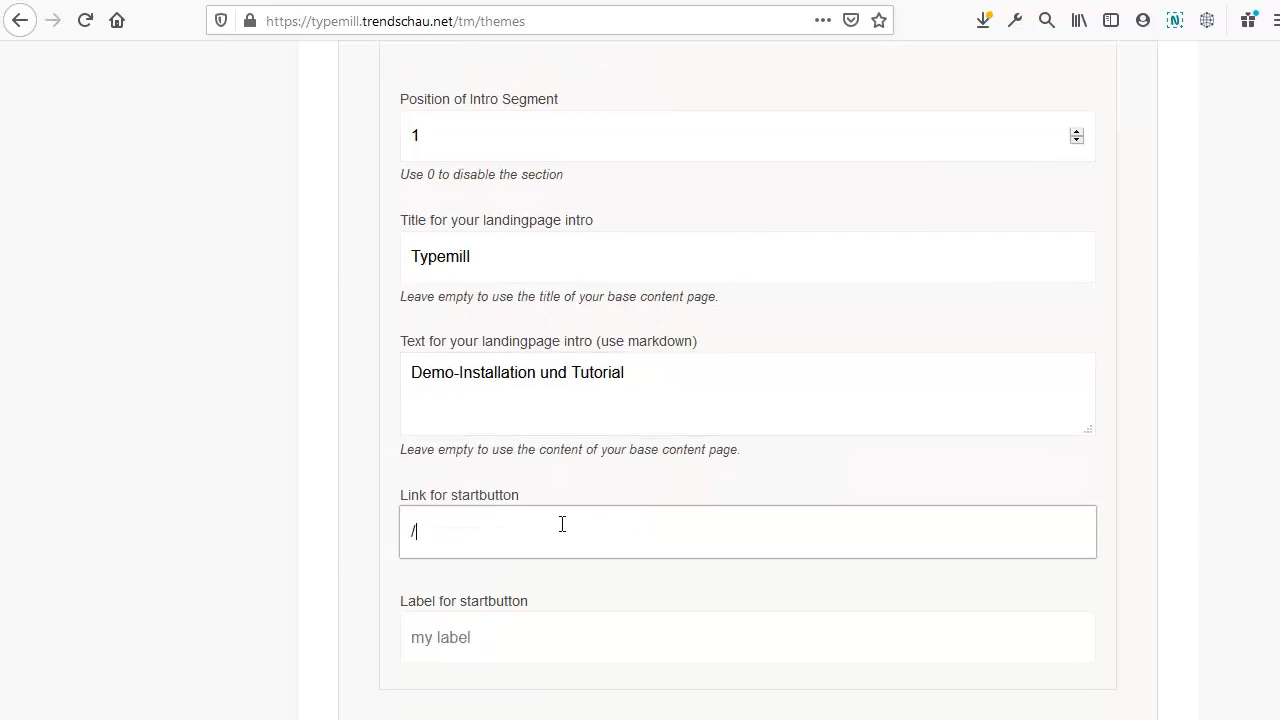 https://typemill.trendschau.net/tm/themes
Position of Intro Segment
1
Use 0 to disable the section
Title for your landingpage intro
Typemill
Leave empty to use the title of your base content page.
Text for your landingpage intro (use markdown)
Demo-Installation und Tutorial
Leave empty to use the content of your base content page.
Link for startbutton
/
Label for startbutton
my label